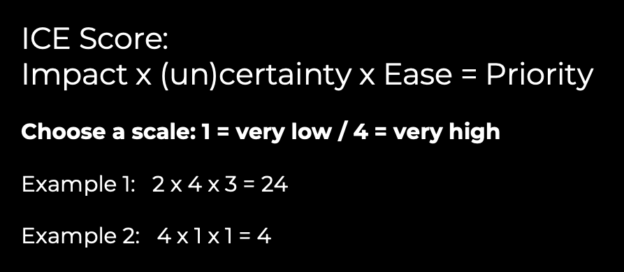 ICE Score:
Impact x (un)certainty x Ease = Priority
Choose a scale: 1 = very low / 4 = very high
Example 1: 2 x 4 x 3 = 24
Example 2: 4 x 1 x 1 = 4